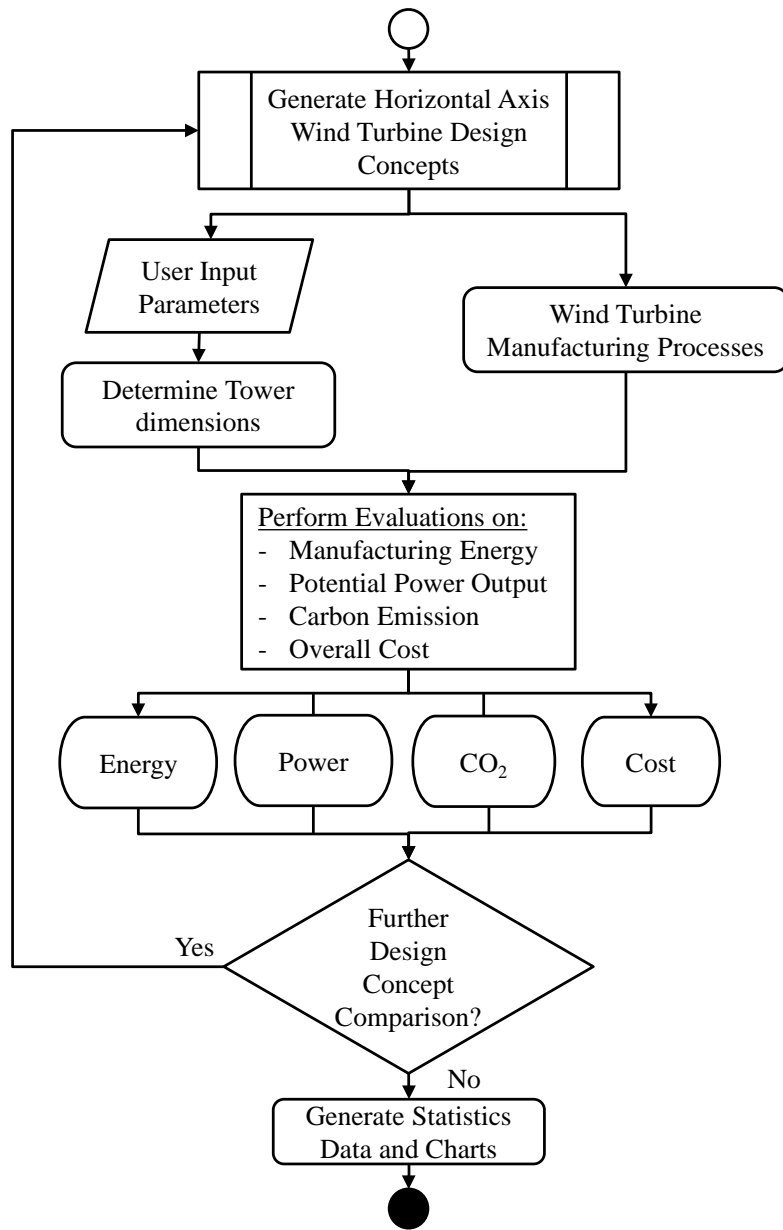 Generate Horizontal Axis
Wind Turbine Design
Concepts
User Input
Parameters
Wind Turbine
Manufacturing Processes
Determine Tower
dimensions
Perform Evaluations on:
- Manufacturing Energy
- Potential Power Output
- Carbon Emission
- Overall Cost
Energy
Power
CO₂
Cost
Further
Design
Concept
Comparison?
Yes
No
Generate Statistics
Data and Charts